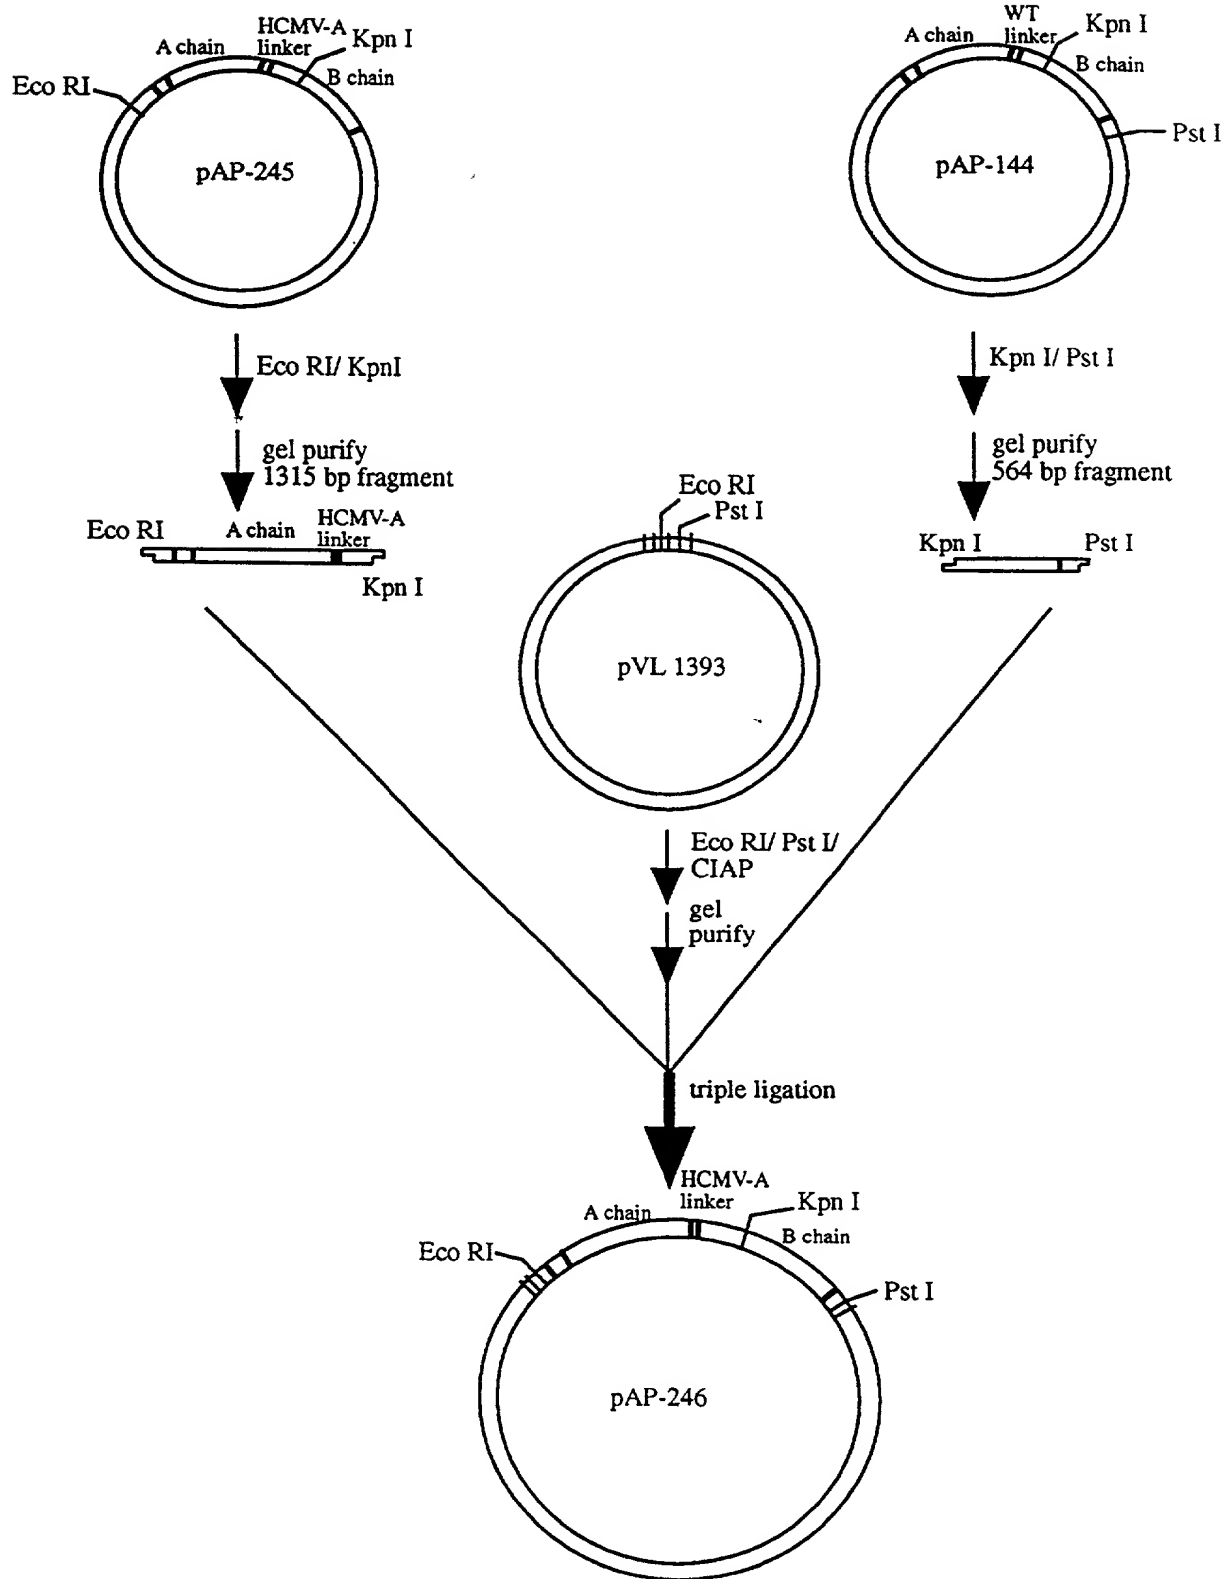 HCMV-A
linker
A chain
Kpn I
B chain
Eco RI
pAP-245
WT
linker
A chain
Kpn I
B chain
Pst I
pAP-144
Eco RI/ KpnI
gel purify
1315 bp fragment
Kpn I/ Pst I
gel purify
564 bp fragment
Eco RI
A chain
HCMV-A
linker
Kpn I
Eco RI
Pst I
Kpn I
Pst I
pVL 1393
Eco RI/ Pst I/
CIAP
gel
purify
triple ligation
HCMV-A
linker
A chain
Kpn I
B chain
Eco RI
Pst I
pAP-246